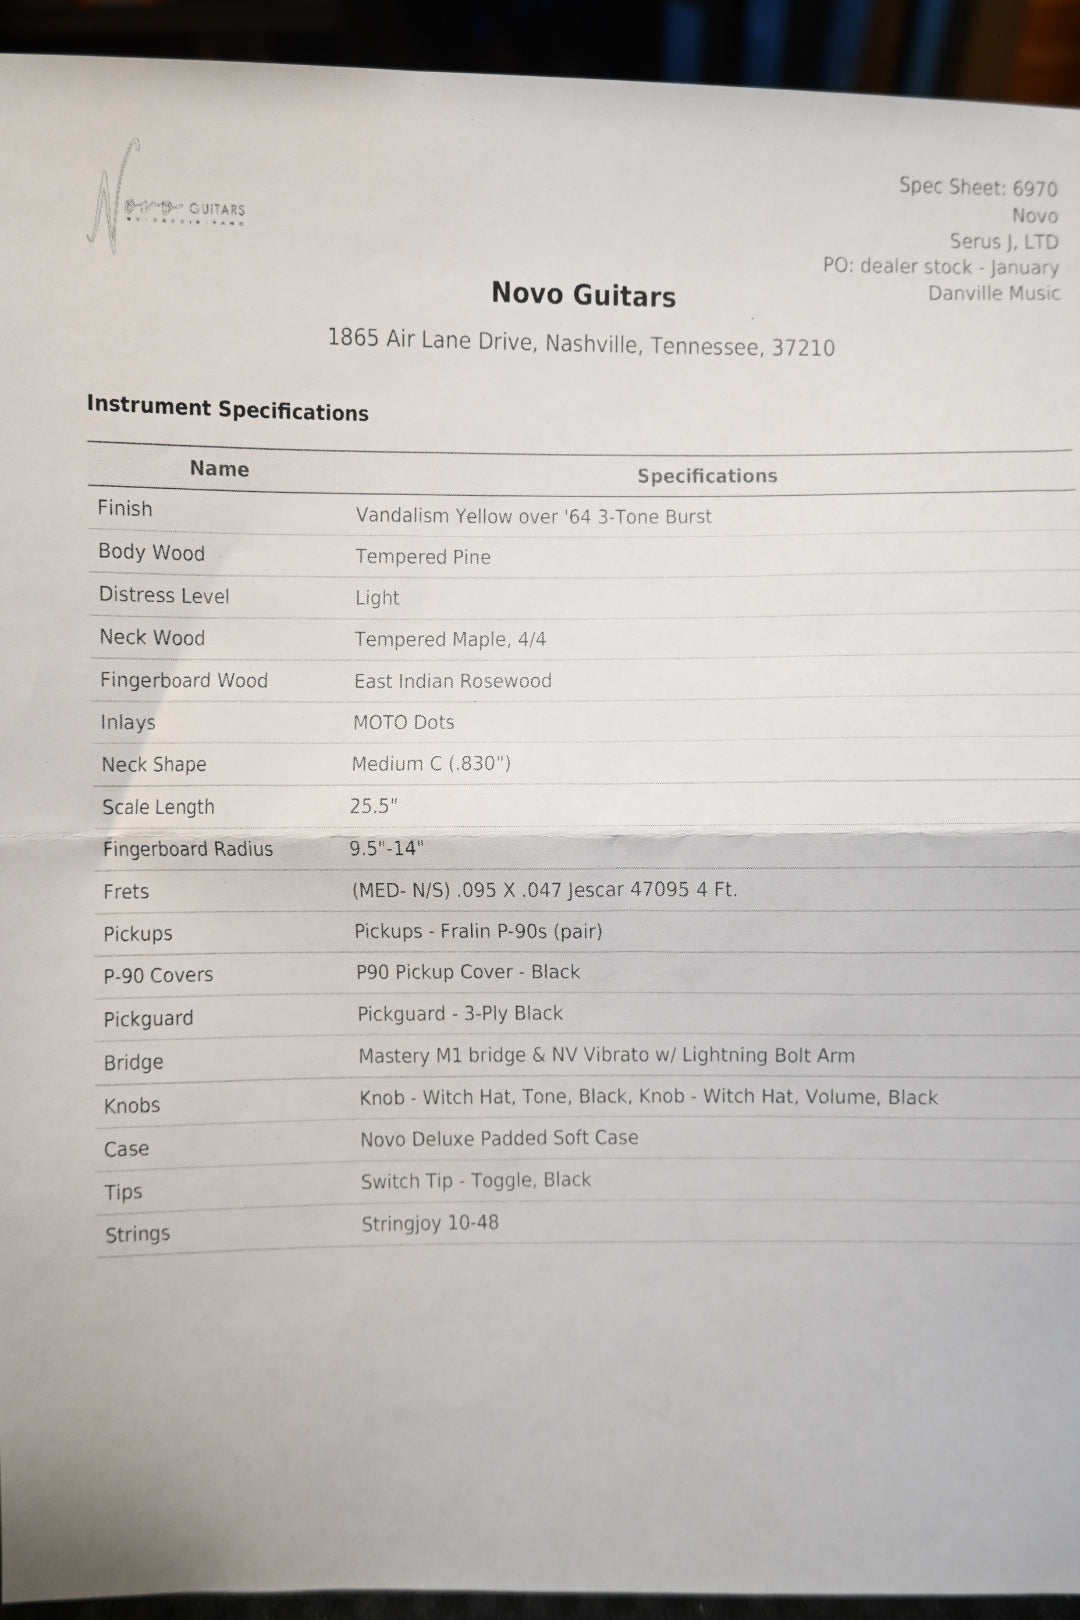 Novo GUITARS
Spec Sheet: 6970
Novo
Serus J, LTD
PO: dealer stock - January
Danville Music
Novo Guitars
1865 Air Lane Drive, Nashville, Tennessee, 37210
Instrument Specifications
Name Specifications
Finish Vandalism Yellow over '64 3-Tone Burst
Body Wood Tempered Pine
Distress Level Light
Neck Wood Tempered Maple, 4/4
Fingerboard Wood East Indian Rosewood
Inlays MOTO Dots
Neck Shape Medium C (.830")
Scale Length 25.5"
Fingerboard Radius 9.5"-14"
Frets (MED- N/S) .095 X .047 Jescar 47095 4 Ft.
Pickups Pickups - Fralin P-90s (pair)
P-90 Covers P90 Pickup Cover - Black
Pickguard Pickguard - 3-Ply Black
Bridge Mastery M1 bridge & NV Vibrato w/ Lightning Bolt Arm
Knobs Knob - Witch Hat, Tone, Black, Knob - Witch Hat, Volume, Black
Case Novo Deluxe Padded Soft Case
Tips Switch Tip - Toggle, Black
Strings Stringjoy 10-48